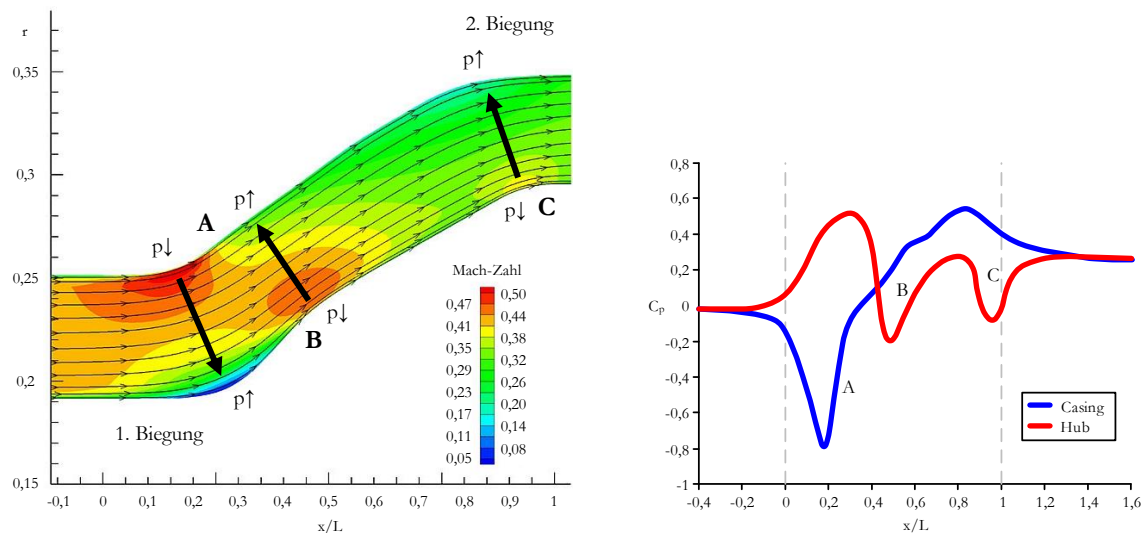 r
2. Biegung
p↑
0,35
0,3
p↑
A
p↓
p↓
C
0,25
Mach-Zahl
0,50
0,47
0,44
0,41
0,38
0,35
0,32
0,29
0,26
0,23
0,20
0,17
0,14
0,11
0,08
0,05
p↓
B
0,2
p↑
1. Biegung
0,15
-0,1 0 0,1 0,2 0,3 0,4 0,5 0,6 0,7 0,8 0,9 1
x/L
0,8
0,6
0,4
0,2
0
-0,2
-0,4
-0,6
-0,8
-1
Cp
A
B
C
Casing
Hub
-0,4 -0,2 0 0,2 0,4 0,6 0,8 1 1,2 1,4 1,6
x/L